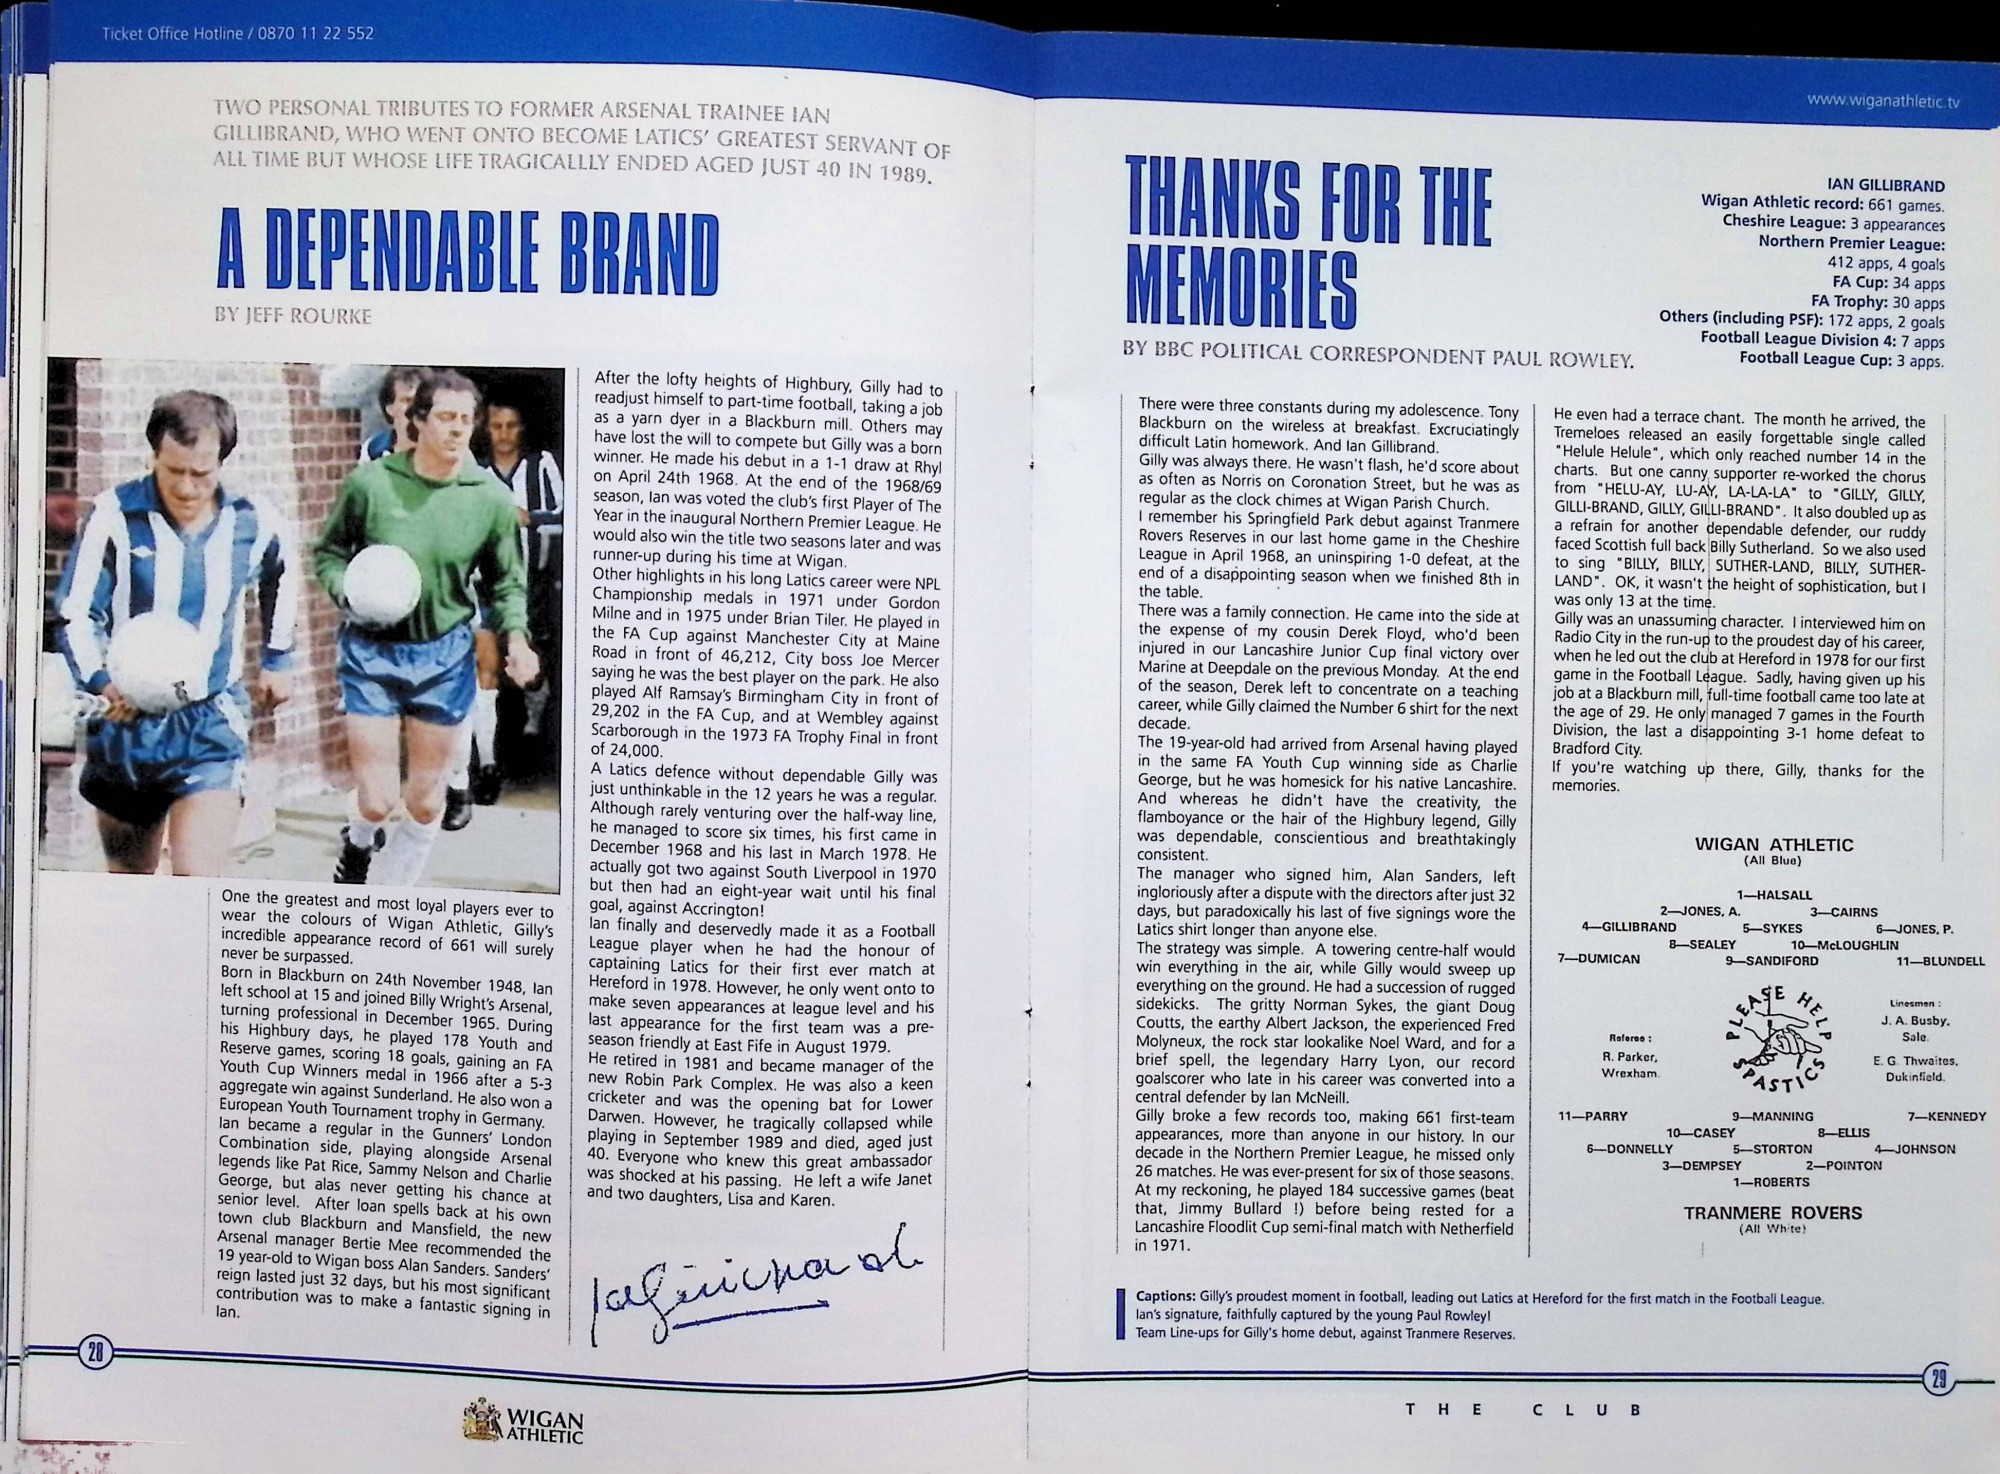 Ticket Office Hotline / 0870 11 22 552
TWO PERSONAL TRIBUTES TO FORMER ARSENAL TRAINEE IAN
GILLIBRAND, WHO WENT ONTO BECOME LATICS' GREATEST SERVANT OF
ALL TIME BUT WHOSE LIFE TRAGICALLLY ENDED AGED JUST 40 IN 1989.
A DEPENDABLE BRAND
BY JEFF ROURKE
One the greatest and most loyal players ever to
wear the colours of Wigan Athletic, Gilly's
incredible appearance record of 661 will surely
never be surpassed.
Born in Blackburn on 24th November 1948, Ian
left school at 15 and joined Billy Wright's Arsenal,
turning professional in December 1965. During
his Highbury days, he played 178 Youth and
Reserve games, scoring 18 goals, gaining an FA
Youth Cup Winners medal in 1966 after a 5-3
aggregate win against Sunderland. He also won a
European Youth Tournament trophy in Germany.
Ian became a regular in the Gunners' London
Combination side, playing alongside Arsenal
legends like Pat Rice, Sammy Nelson and Charlie
George, but alas never getting his chance at
senior level.  After loan spells back at his own
town club Blackburn and Mansfield, the new
Arsenal manager Bertie Mee recommended the
19 year-old to Wigan boss Alan Sanders. Sanders'
reign lasted just 32 days, but his most significant
contribution was to make a fantastic signing in
Ian.
After the lofty heights of Highbury, Gilly had to
readjust himself to part-time football, taking a job
as a yarn dyer in a Blackburn mill. Others may
have lost the will to compete but Gilly was a born
winner. He made his debut in a 1-1 draw at Rhyl
on April 24th 1968. At the end of the 1968/69
season, Ian was voted the club's first Player of The
Year in the inaugural Northern Premier League. He
would also win the title two seasons later and was
runner-up during his time at Wigan.
Other highlights in his long Latics career were NPL
Championship medals in 1971 under Gordon
Milne and in 1975 under Brian Tiler. He played in
the FA Cup against Manchester City at Maine
Road in front of 46,212, City boss Joe Mercer
saying he was the best player on the park. He also
played Alf Ramsay's Birmingham City in front of
29,202 in the FA Cup, and at Wembley against
Scarborough in the 1973 FA Trophy Final in front
of 24,000.
A Latics defence without dependable Gilly was
just unthinkable in the 12 years he was a regular.
Although rarely venturing over the half-way line,
he managed to score six times, his first came in
December 1968 and his last in March 1978. He
actually got two against South Liverpool in 1970
but then had an eight-year wait until his final
goal, against Accrington!
Ian finally and deservedly made it as a Football
League player when he had the honour of
captaining Latics for their first ever match at
Hereford in 1978. However, he only went onto to
make seven appearances at league level and his
last appearance for the first team was a pre-
season friendly at East Fife in August 1979.
He retired in 1981 and became manager of the
new Robin Park Complex. He was also a keen
cricketer and was the opening bat for Lower
Darwen. However, he tragically collapsed while
playing in September 1989 and died, aged just
40. Everyone who knew this great ambassador
was shocked at his passing.  He left a wife Janet
and two daughters, Lisa and Karen.
28
WIGAN
ATHLETIC
www.wiganathletic.tv
THANKS FOR THE
MEMORIES
BY BBC POLITICAL CORRESPONDENT PAUL ROWLEY.
IAN GILLIBRAND
Wigan Athletic record: 661 games.
Cheshire League: 3 appearances
Northern Premier League:
412 apps, 4 goals
FA Cup: 34 apps
FA Trophy: 30 apps
Others (including PSF): 172 apps, 2 goals
Football League Division 4: 7 apps
Football League Cup: 3 apps.
There were three constants during my adolescence. Tony
Blackburn on the wireless at breakfast. Excruciatingly
difficult Latin homework. And Ian Gillibrand.
Gilly was always there. He wasn't flash, he'd score about
as often as Norris on Coronation Street, but he was as
regular as the clock chimes at Wigan Parish Church.
I remember his Springfield Park debut against Tranmere
Rovers Reserves in our last home game in the Cheshire
League in April 1968, an uninspiring 1-0 defeat, at the
end of a disappointing season when we finished 8th in
the table.
There was a family connection. He came into the side at
the expense of my cousin Derek Floyd, who'd been
injured in our Lancashire Junior Cup final victory over
Marine at Deepdale on the previous Monday.  At the end
of the season, Derek left to concentrate on a teaching
career, while Gilly claimed the Number 6 shirt for the next
decade.
The 19-year-old had arrived from Arsenal having played
in the same FA Youth Cup winning side as Charlie
George, but he was homesick for his native Lancashire.
And whereas he didn't have the creativity, the
flamboyance or the hair of the Highbury legend, Gilly
was dependable, conscientious and breathtakingly
consistent.
The manager who signed him, Alan Sanders, left
ingloriously after a dispute with the directors after just 32
days, but paradoxically his last of five signings wore the
Latics shirt longer than anyone else.
The strategy was simple.  A towering centre-half would
win everything in the air, while Gilly would sweep up
everything on the ground. He had a succession of rugged
sidekicks.  The gritty Norman Sykes, the giant Doug
Coutts, the earthy Albert Jackson, the experienced Fred
Molyneux, the rock star lookalike Noel Ward, and for a
brief spell, the legendary Harry Lyon, our record
goalscorer who late in his career was converted into a
central defender by Ian McNeill.
Gilly broke a few records too, making 661 first-team
appearances, more than anyone in our history. In our
decade in the Northern Premier League, he missed only
26 matches. He was ever-present for six of those seasons.
At my reckoning, he played 184 successive games (beat
that, Jimmy Bullard !) before being rested for a
Lancashire Floodlit Cup semi-final match with Netherfield
in 1971.
He even had a terrace chant.  The month he arrived, the
Tremeloes released an easily forgettable single called
"Helule Helule", which only reached number 14 in the
charts.  But one canny supporter re-worked the chorus
from "HELU-AY, LU-AY, LA-LA-LA" to "GILLY, GILLY,
GILLI-BRAND, GILLY, GILLI-BRAND". It also doubled up as
a refrain for another dependable defender, our ruddy
faced Scottish full back Billy Sutherland.  So we also used
to sing "BILLY, BILLY, SUTHER-LAND, BILLY, SUTHER-
LAND".  OK, it wasn't the height of sophistication, but I
was only 13 at the time.
Gilly was an unassuming character.  I interviewed him on
Radio City in the run-up to the proudest day of his career,
when he led out the club at Hereford in 1978 for our first
game in the Football League.  Sadly, having given up his
job at a Blackburn mill, full-time football came too late at
the age of 29. He only managed 7 games in the Fourth
Division, the last a disappointing 3-1 home defeat to
Bradford City.
If you're watching up there, Gilly, thanks for the
memories.
WIGAN ATHLETIC
(All Blue)
1—HALSALL
2—JONES, A. 3—CAIRNS
4—GILLIBRAND 5—SYKES 6—JONES, P.
8—SEALEY 10—McLOUGHLIN
7—DUMICAN 9—SANDIFORD 11—BLUNDELL
PLEASE HELP
SPASTICS
Referee :
R. Parker,
Wrexham.
Linesmen :
J. A. Busby,
Sale.
E. G. Thwaites,
Dukinfield.
11—PARRY 9—MANNING 7—KENNEDY
10—CASEY 8—ELLIS
6—DONNELLY 5—STORTON 4—JOHNSON
3—DEMPSEY 2—POINTON
1—ROBERTS
TRANMERE ROVERS
(All White)
Captions: Gilly's proudest moment in football, leading out Latics at Hereford for the first match in the Football League.
Ian's signature, faithfully captured by the young Paul Rowley!
Team Line-ups for Gilly's home debut, against Tranmere Reserves.
29
THE CLUB